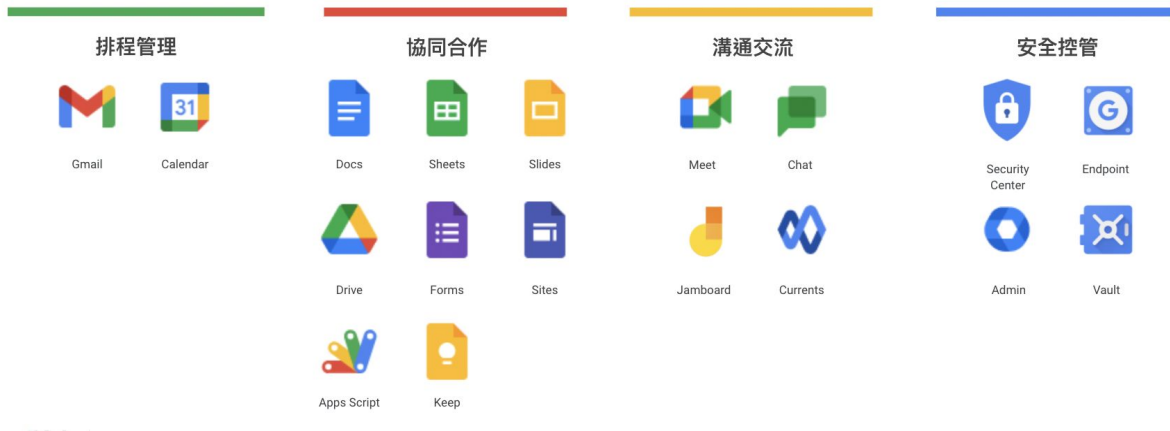 排程管理
Gmail
Calendar
協同合作
Docs
Sheets
Slides
Drive
Forms
Sites
Apps Script
Keep
溝通交流
Meet
Chat
Jamboard
Currents
安全控管
Security
Center
Endpoint
Admin
Vault
31
G